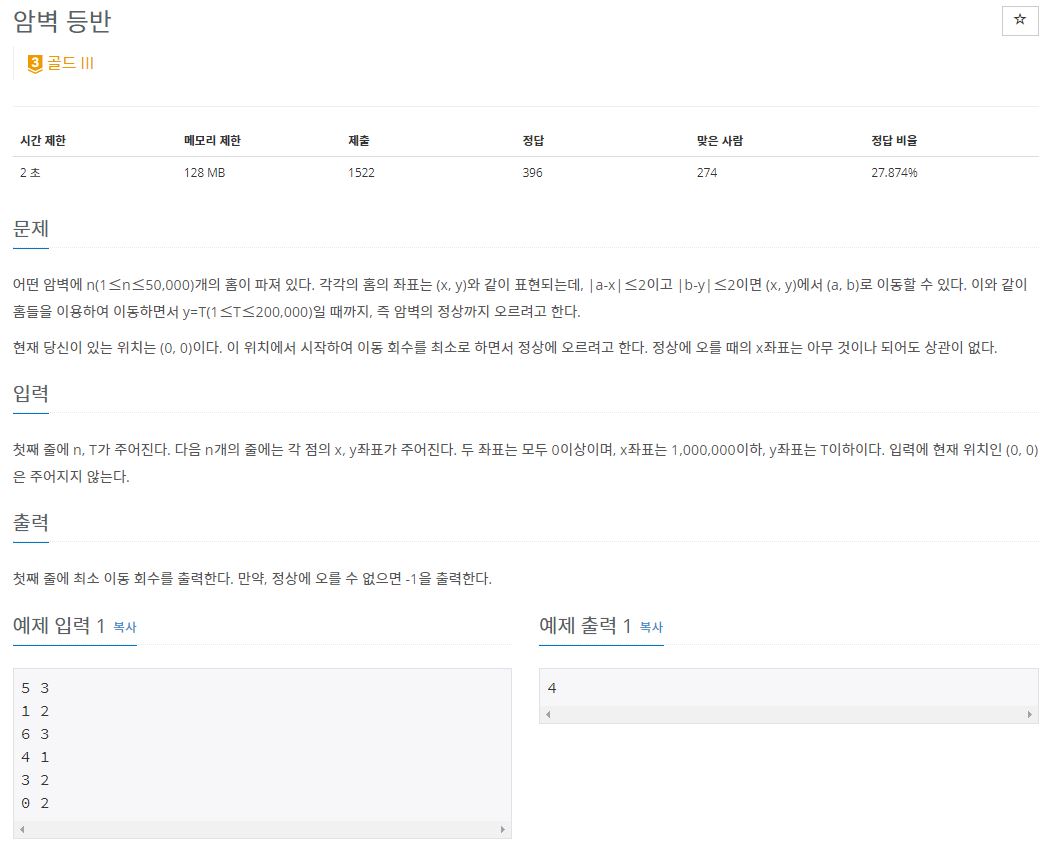 암벽 등반
☆
3 골드 III
시간 제한 메모리 제한 제출 정답 맞은 사람 정답 비율
2 초 128 MB 1522 396 274 27.874%
문제
어떤 암벽에 n(1≤n≤50,000)개의 홈이 파져 있다. 각각의 홈의 좌표는 (x, y)와 같이 표현되는데, |a-x|≤2이고 |b-y|≤2이면 (x, y)에서 (a, b)로 이동할 수 있다. 이와 같이
홈들을 이용하여 이동하면서 y=T(1≤T≤200,000)일 때까지, 즉 암벽의 정상까지 오르려고 한다.
현재 당신이 있는 위치는 (0, 0)이다. 이 위치에서 시작하여 이동 회수를 최소로 하면서 정상에 오르려고 한다. 정상에 오를 때의 x좌표는 아무 것이나 되어도 상관이 없다.
입력
첫째 줄에 n, T가 주어진다. 다음 n개의 줄에는 각 점의 x, y좌표가 주어진다. 두 좌표는 모두 0이상이며, x좌표는 1,000,000이하, y좌표는 T이하이다. 입력에 현재 위치인 (0, 0)
은 주어지지 않는다.
출력
첫째 줄에 최소 이동 회수를 출력한다. 만약, 정상에 오를 수 없으면 -1을 출력한다.
예제 입력 1 복사
5 3
1 2
6 3
4 1
3 2
0 2
예제 출력 1 복사
4